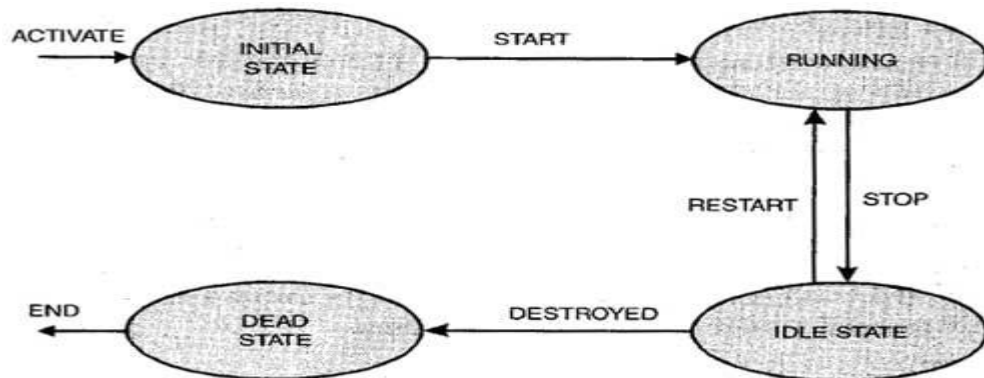 ACTIVATE
INITIAL
STATE
START
RUNNING
RESTART
STOP
END
DEAD
STATE
DESTROYED
IDLE STATE